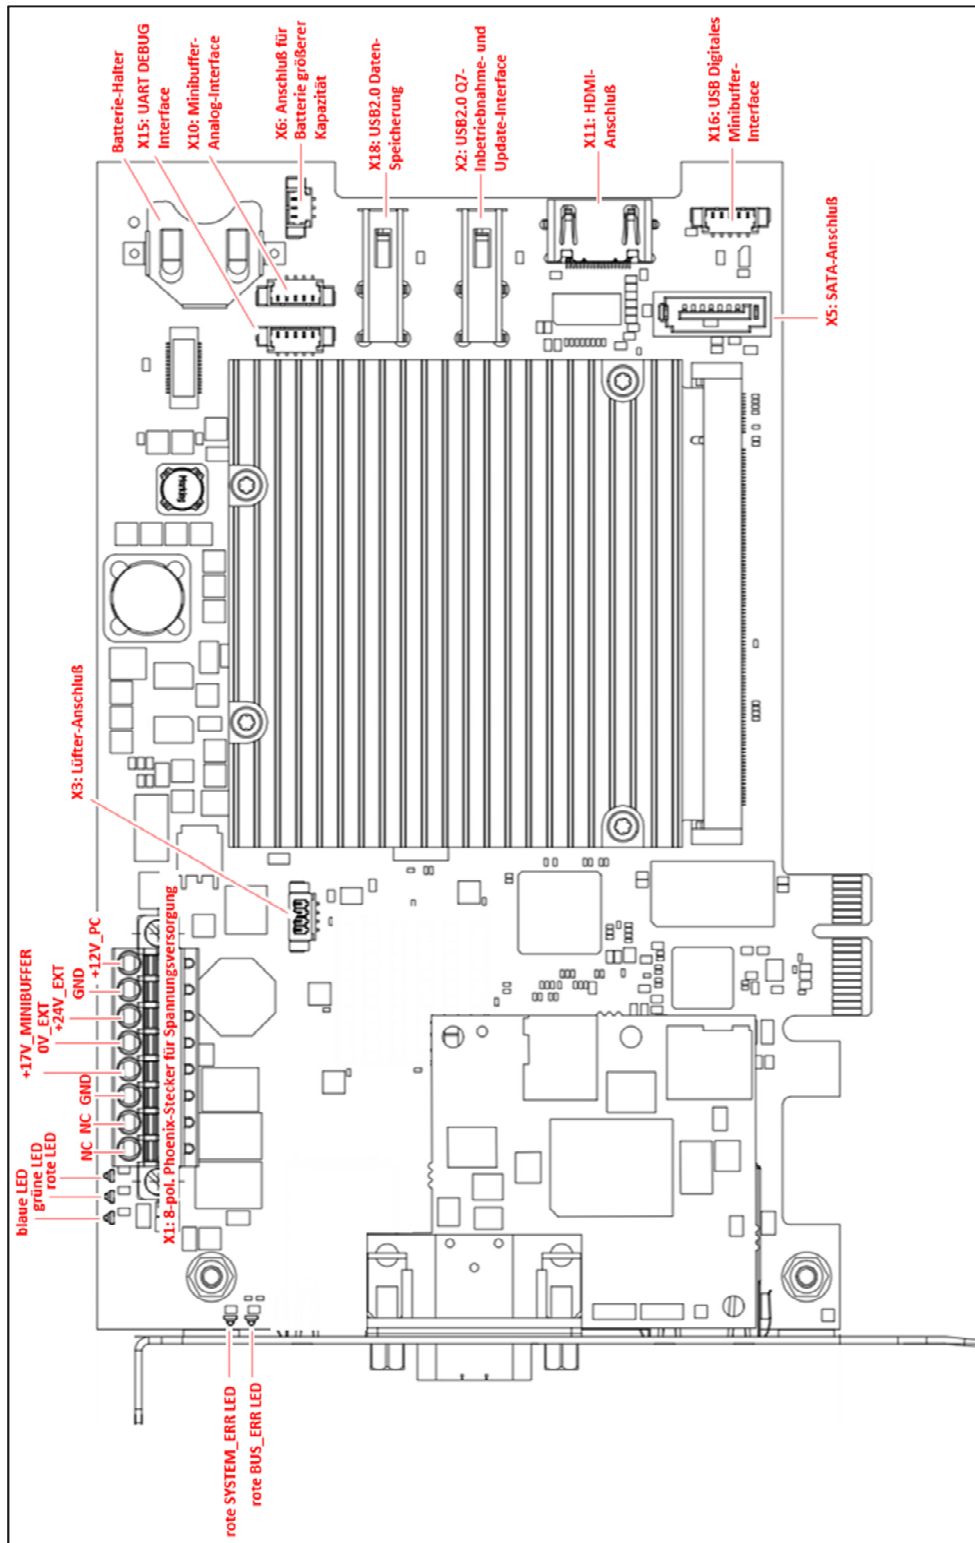 Batterie-Halter
X15: UART DEBUG
Interface
X10: Minibuffer-
Analog-Interface
X6: Anschluß für
Batterie größerer
Kapazität
X18: USB2.0 Daten-
Speicherung
X2: USB2.0 Q7-
Inbetriebnahme- und
Update-Interface
X11: HDMI-
Anschluß
X16: USB Digitales
Minibuffer-
Interface
X5: SATA-Anschluß
X3: Lüfter-Anschluß
X1: 8-pol. Phoenix-Stecker für Spannungsversorgung
+12V_PC
GND
+24V_EXT
0V_EXT
+17V_MINIBUFFER
GND
NC
NC
blaue LED
grüne LED
rote LED
rote SYSTEM_ERR LED
rote BUS_ERR LED
Marking